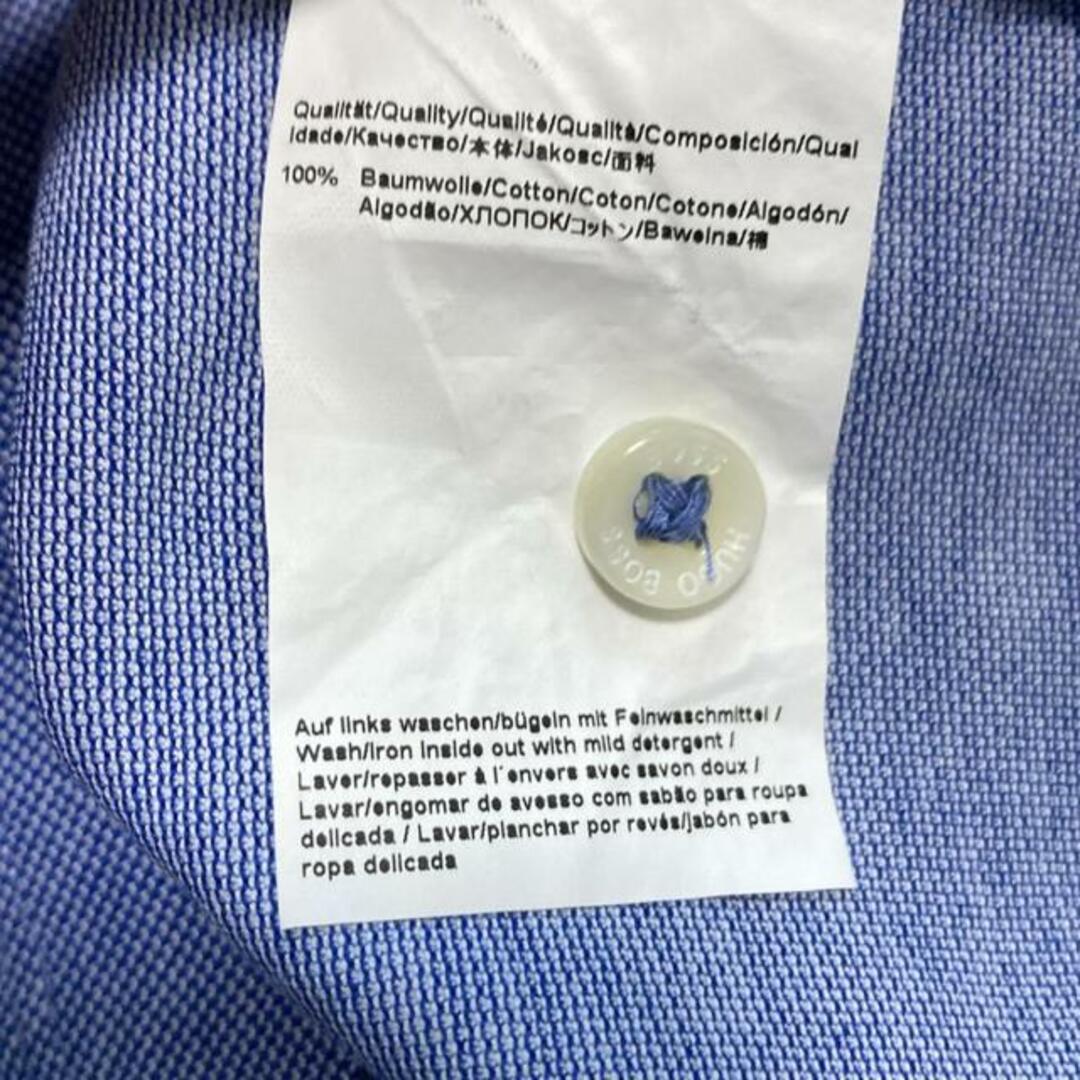 Qualität/Quality/Qualité/Qualità/Composición/Qual
idade/Качество/本体/Jakosc/面料
100% Baumwolle/Cotton/Coton/Cotone/Algodón/
Algodão/ХЛОПОК/コットン/Bawelna/棉
BOSS
HUGO BOSS
Auf links waschen/bügeln mit Feinwaschmittel /
Wash/iron inside out with mild detergent /
Laver/repasser à l'envers avec savon doux /
Lavar/engomar do avesso com sabão para roupa
delicada / Lavar/planchar por revés/jabón para
ropa delicada